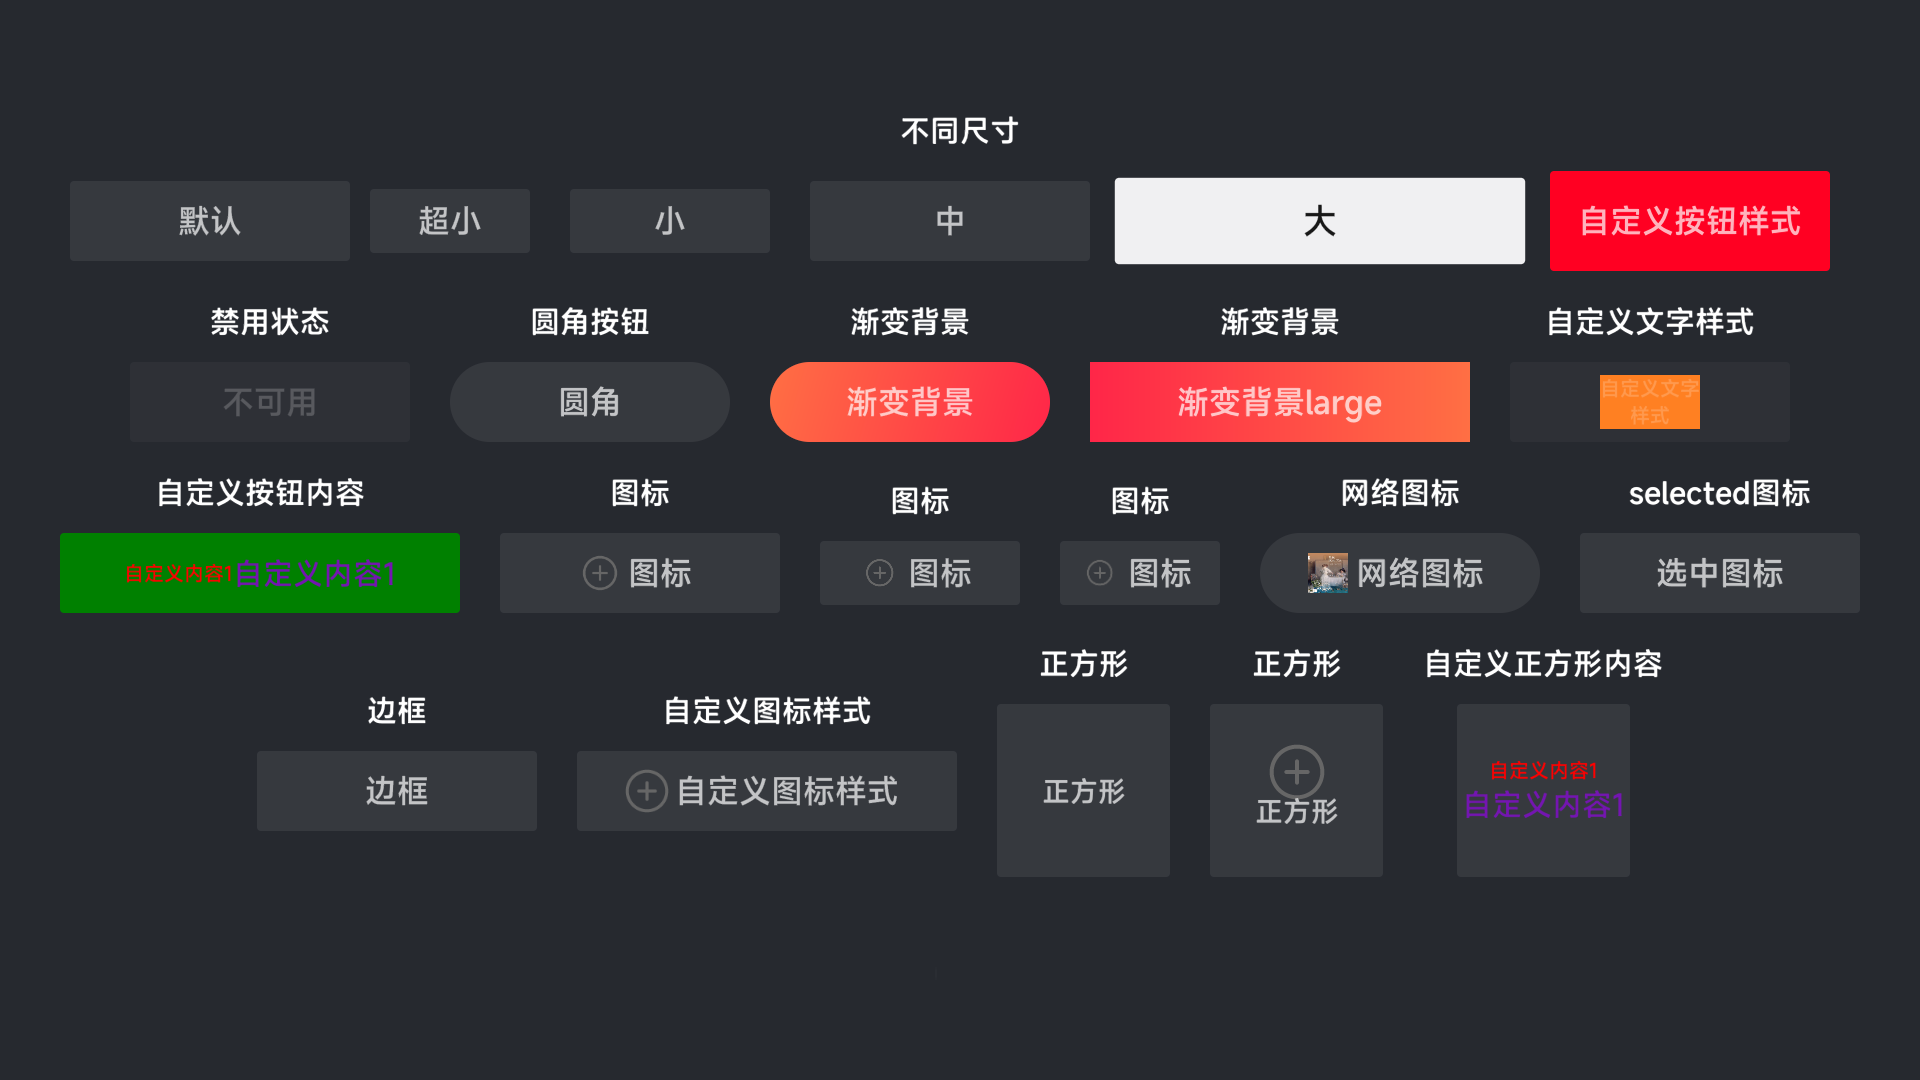 不同尺寸
默认
超小
小
中
大
自定义按钮样式
禁用状态
圆角按钮
渐变背景
渐变背景
自定义文字样式
不可用
圆角
渐变背景
渐变背景large
自定义文字
样式
自定义按钮内容
图标
图标
图标
网络图标
selected图标
自定义内容1自定义内容1
图标
图标
图标
网络图标
选中图标
边框
自定义图标样式
正方形
正方形
自定义正方形内容
边框
自定义图标样式
正方形
正方形
自定义内容1
自定义内容1